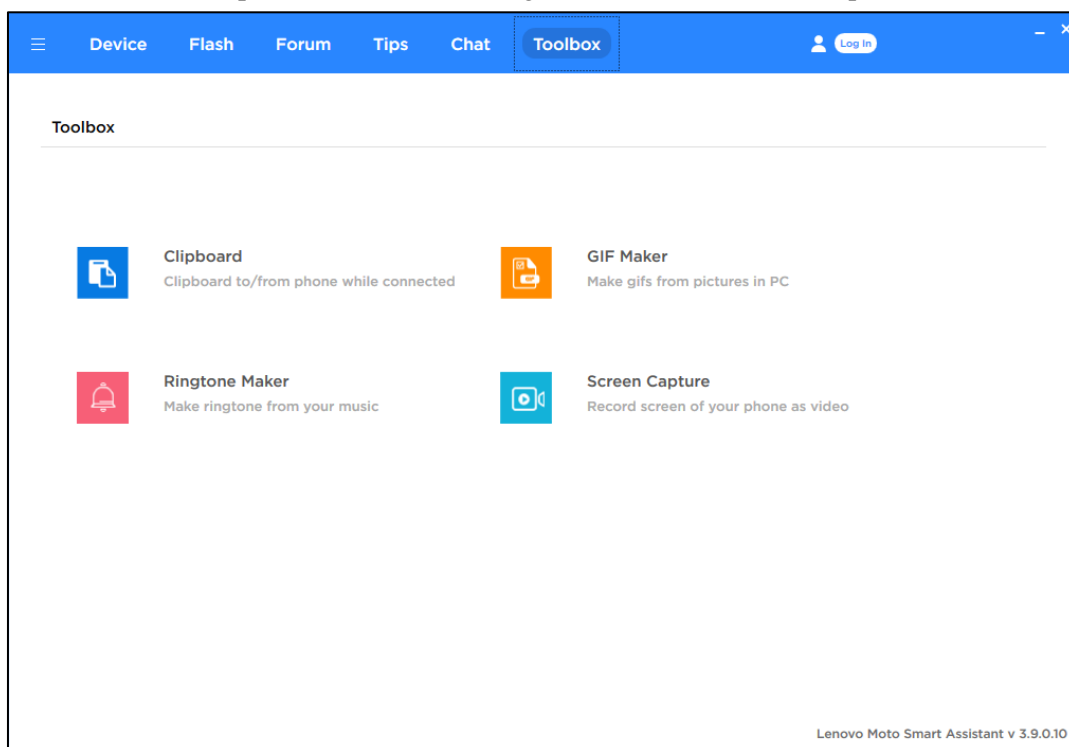 Device Flash Forum Tips Chat Toolbox Log In
Toolbox
Clipboard
Clipboard to/from phone while connected
GIF Maker
Make gifs from pictures in PC
Ringtone Maker
Make ringtone from your music
Screen Capture
Record screen of your phone as video
Lenovo Moto Smart Assistant v 3.9.0.10